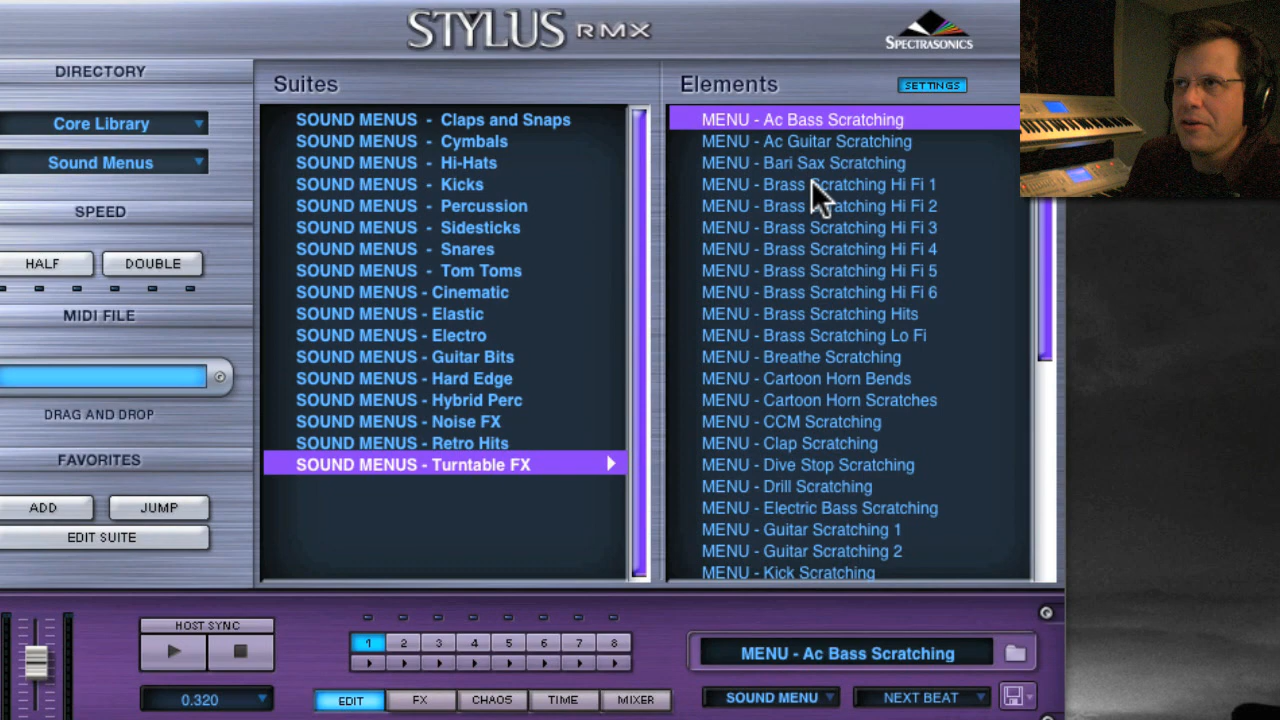 STYLUS RMX
SPECTRASONICS
DIRECTORY
Core Library
Sound Menus
SPEED
HALF
DOUBLE
MIDI FILE
DRAG AND DROP
FAVORITES
ADD
JUMP
EDIT SUITE
Suites
SOUND MENUS - Claps and Snaps
SOUND MENUS - Cymbals
SOUND MENUS - Hi-Hats
SOUND MENUS - Kicks
SOUND MENUS - Percussion
SOUND MENUS - Sidesticks
SOUND MENUS - Snares
SOUND MENUS - Tom Toms
SOUND MENUS - Cinematic
SOUND MENUS - Elastic
SOUND MENUS - Electro
SOUND MENUS - Guitar Bits
SOUND MENUS - Hard Edge
SOUND MENUS - Hybrid Perc
SOUND MENUS - Noise FX
SOUND MENUS - Retro Hits
SOUND MENUS - Turntable FX
Elements
SETTINGS
MENU - Ac Bass Scratching
MENU - Ac Guitar Scratching
MENU - Bari Sax Scratching
MENU - Brass Scratching Hi Fi 1
MENU - Brass Scratching Hi Fi 2
MENU - Brass Scratching Hi Fi 3
MENU - Brass Scratching Hi Fi 4
MENU - Brass Scratching Hi Fi 5
MENU - Brass Scratching Hi Fi 6
MENU - Brass Scratching Hits
MENU - Brass Scratching Lo Fi
MENU - Breathe Scratching
MENU - Cartoon Horn Bends
MENU - Cartoon Horn Scratches
MENU - CCM Scratching
MENU - Clap Scratching
MENU - Dive Stop Scratching
MENU - Drill Scratching
MENU - Electric Bass Scratching
MENU - Guitar Scratching 1
MENU - Guitar Scratching 2
MENU - Kick Scratching
HOST SYNC
0.320
1 2 3 4 5 6 7 8
EDIT FX CHAOS TIME MIXER
MENU - Ac Bass Scratching
SOUND MENU
NEXT BEAT